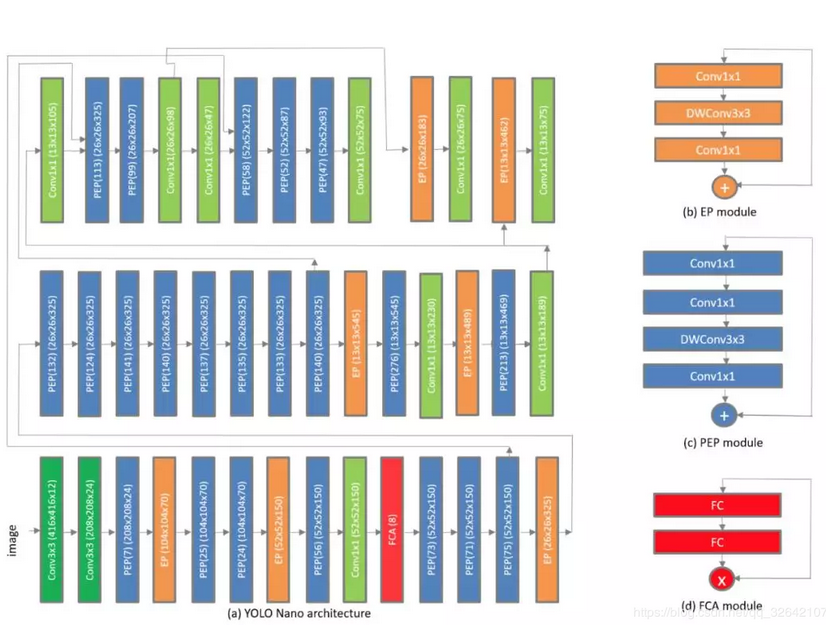 Conv1x1 (13x13x105)
PEP(113) (26x26x325)
PEP(99) (26x26x207)
Conv1x1(26x26x98)
Conv1x1 (26x26x47)
PEP(58) (52x52x122)
PEP(52) (52x52x87)
PEP(47) (52x52x93)
Conv1x1 (52x52x75)
EP (26x26x183)
Conv1x1 (26x26x75)
EP(13x13x462)
Conv1x1 (13x13x75)
PEP(132) (26x26x325)
PEP(124) (26x26x325)
PEP(141) (26x26x325)
PEP(140) (26x26x325)
PEP(137) (26x26x325)
PEP(135) (26x26x325)
PEP(133) (26x26x325)
PEP(140) (26x26x325)
EP (13x13x545)
PEP(276) (13x13x545)
Conv1x1 (13x13x230)
EP (13x13x489)
PEP(213) (13x13x469)
Conv1x1 (13x13x189)
image
Conv3x3 (416x416x12)
Conv3x3 (208x208x24)
PEP(7) (208x208x24)
EP (104x104x70)
PEP(25) (104x104x70)
PEP(24) (104x104x70)
EP (52x52x150)
PEP(56) (52x52x150)
Conv1x1 (52x52x150)
FCA (8)
PEP(73) (52x52x150)
PEP(71) (52x52x150)
PEP(75) (52x52x150)
EP (26x26x325)
(a) YOLO Nano architecture
Conv1x1
DWConv3x3
Conv1x1
+
(b) EP module
Conv1x1
Conv1x1
DWConv3x3
Conv1x1
+
(c) PEP module
FC
FC
X
(d) FCA module
https://blog.csdn.net/qq_32642107